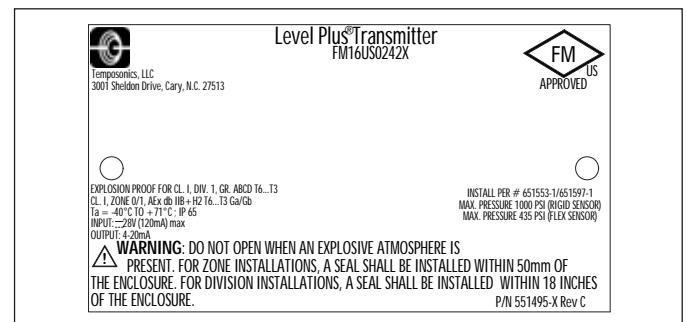 Level Plus®Transmitter
FM16US0242X
Temposonics, LLC
3001 Sheldon Drive, Cary, N.C. 27513
FM
US
APPROVED
EXPLOSION PROOF FOR CL. I, DIV. 1, GR. ABCD T6...T3
CL. I, ZONE 0/1, AEx db IIB+H2 T6...T3 Ga/Gb
Ta = -40°C TO +71°C ; IP 65
INPUT: ⎓28V (120mA) max
OUTPUT: 4-20mA
INSTALL PER # 651553-1/651597-1
MAX. PRESSURE 1000 PSI (RIGID SENSOR)
MAX. PRESSURE 435 PSI (FLEX SENSOR)
WARNING: DO NOT OPEN WHEN AN EXPLOSIVE ATMOSPHERE IS
PRESENT. FOR ZONE INSTALLATIONS, A SEAL SHALL BE INSTALLED WITHIN 50mm OF
THE ENCLOSURE. FOR DIVISION INSTALLATIONS, A SEAL SHALL BE INSTALLED WITHIN 18 INCHES
OF THE ENCLOSURE.
P/N 551495-X Rev C